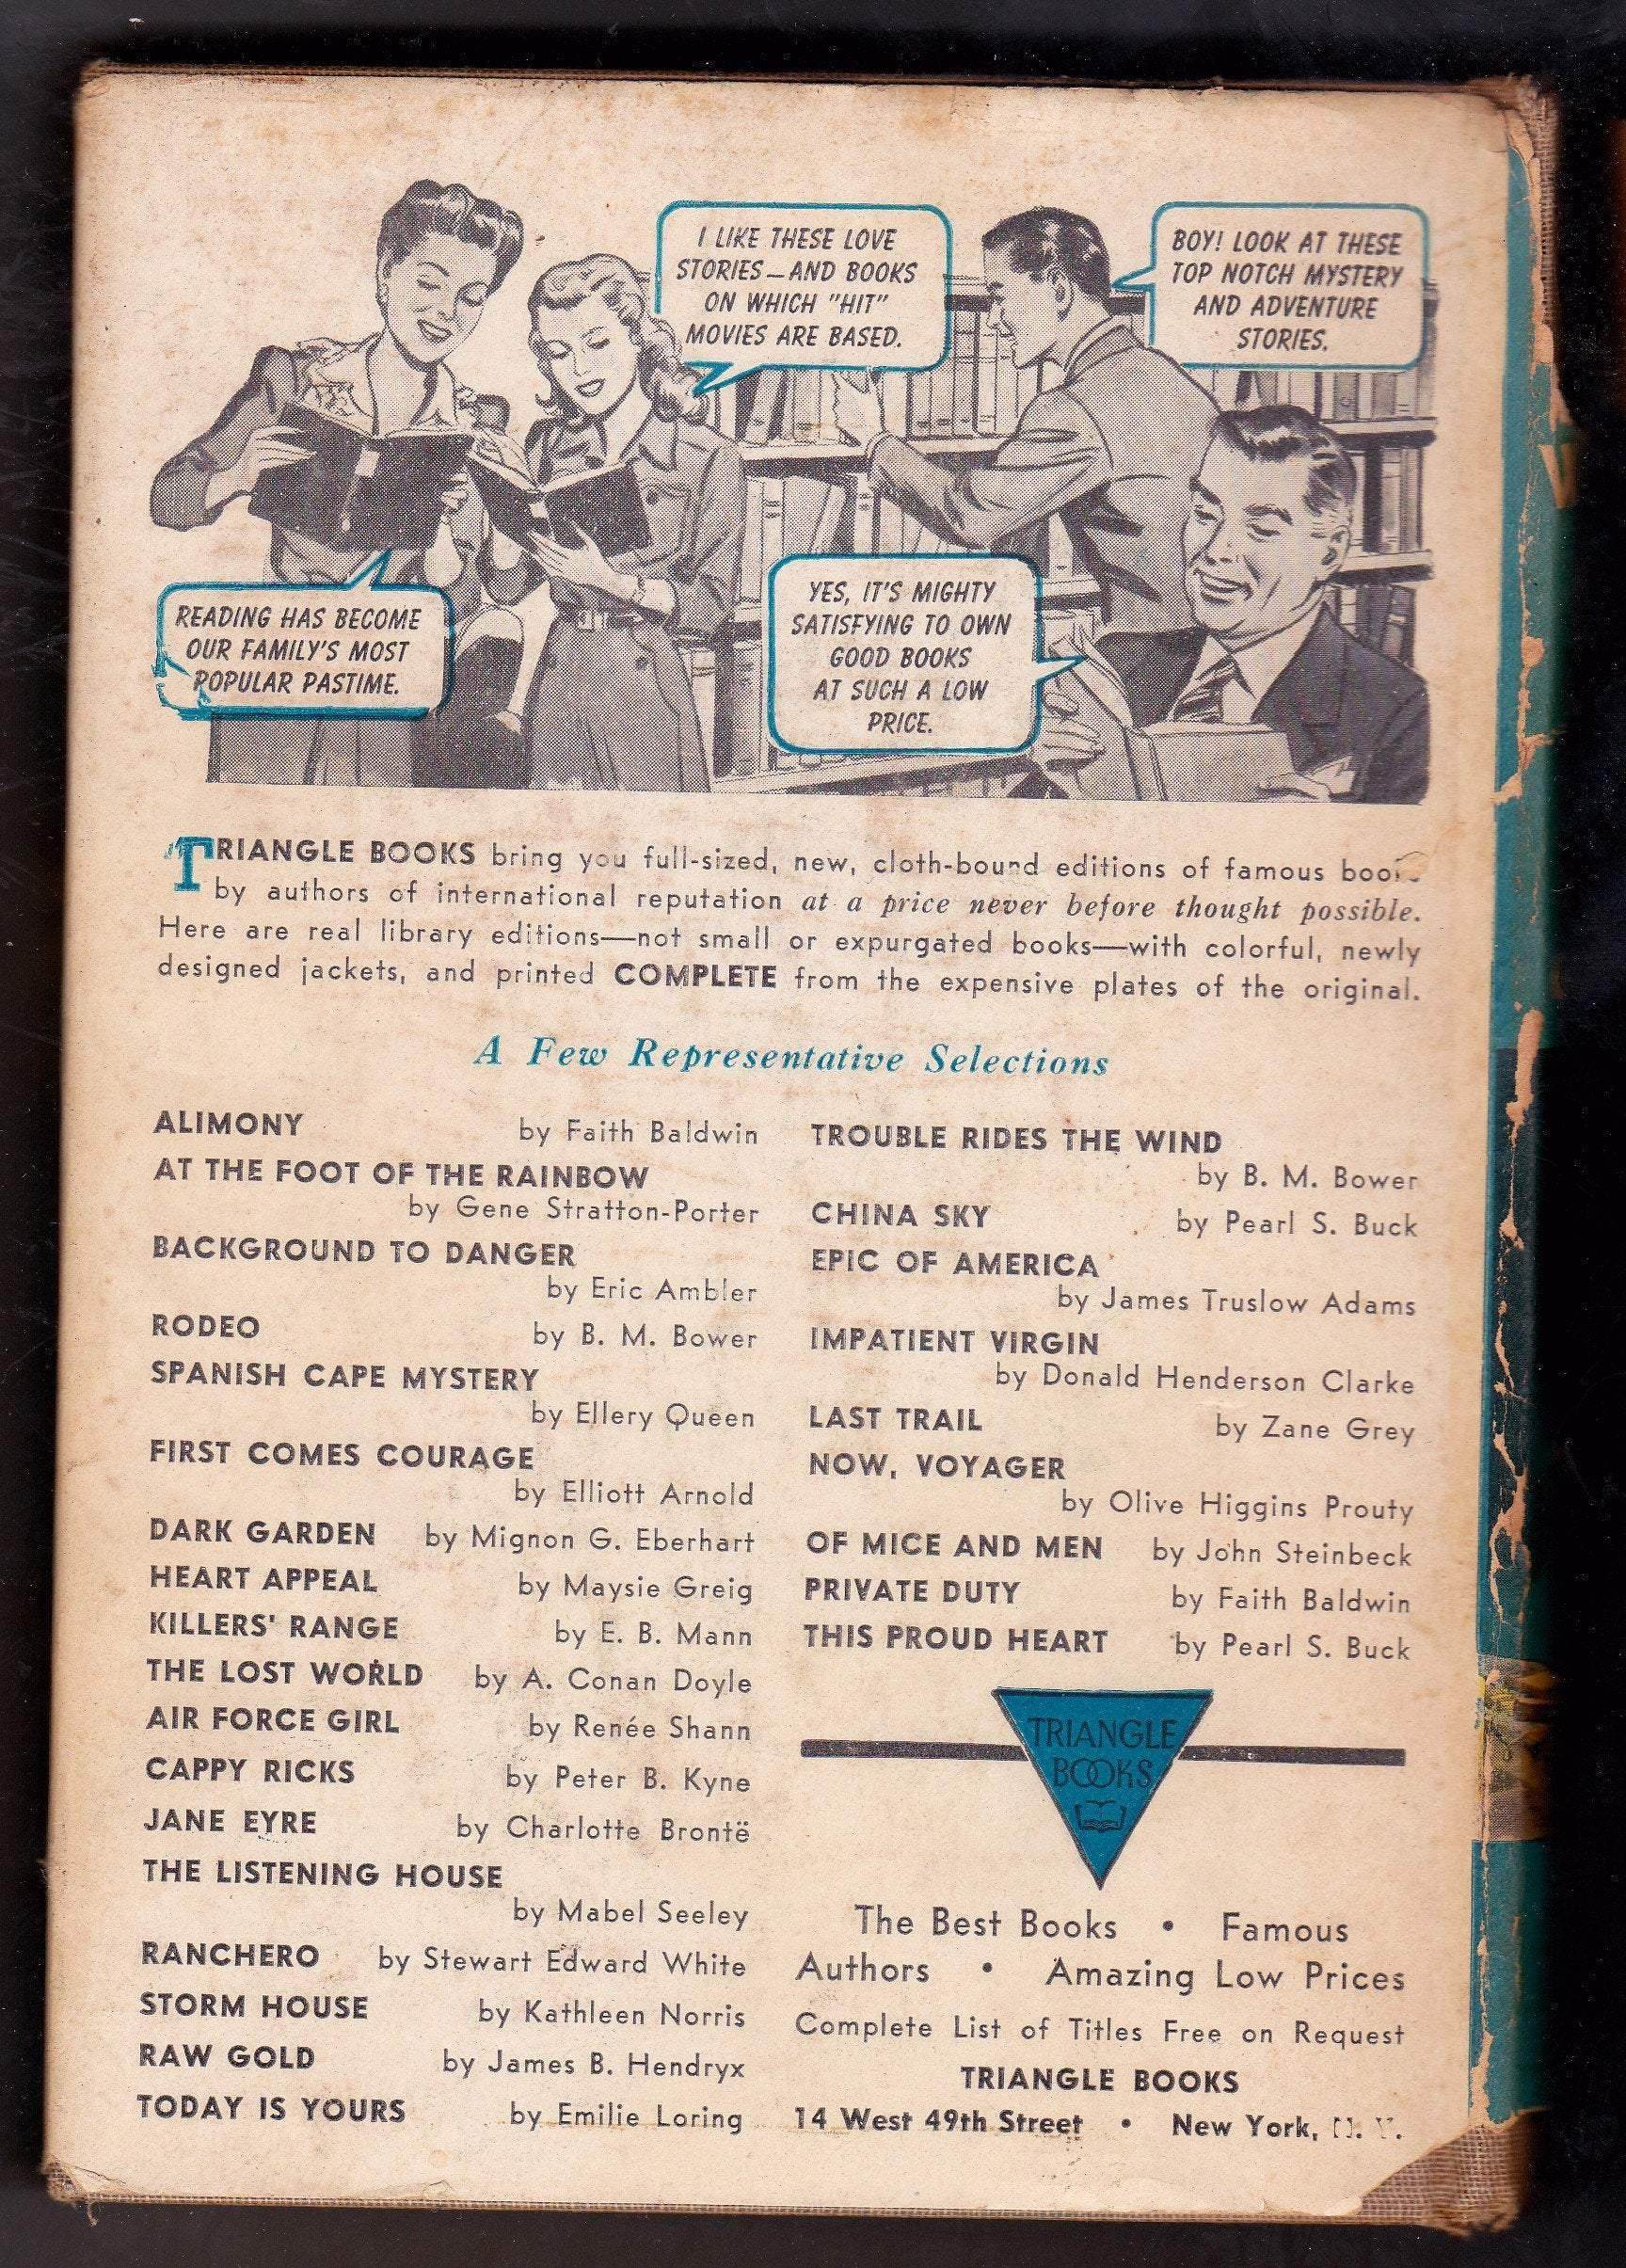 I LIKE THESE LOVE
STORIES—AND BOOKS
ON WHICH "HIT"
MOVIES ARE BASED.
BOY! LOOK AT THESE
TOP NOTCH MYSTERY
AND ADVENTURE
STORIES.
READING HAS BECOME
OUR FAMILY'S MOST
POPULAR PASTIME.
YES, IT'S MIGHTY
SATISFYING TO OWN
GOOD BOOKS
AT SUCH A LOW
PRICE.
TRIANGLE BOOKS bring you full-sized, new, cloth-bound editions of famous
by authors of international reputation at a price never before thought possible.
Here are real library editions—not small or expurgated books—with colorful, newly
designed jackets, and printed COMPLETE from the expensive plates of the original.
A Few Representative Selections
ALIMONY by Faith Baldwin
AT THE FOOT OF THE RAINBOW
by Gene Stratton-Porter
BACKGROUND TO DANGER
by Eric Ambler
RODEO by B. M. Bower
SPANISH CAPE MYSTERY
by Ellery Queen
FIRST COMES COURAGE
by Elliott Arnold
DARK GARDEN by Mignon G. Eberhart
HEART APPEAL by Maysie Greig
KILLERS' RANGE by E. B. Mann
THE LOST WORLD by A. Conan Doyle
AIR FORCE GIRL by Renée Shann
CAPPY RICKS by Peter B. Kyne
JANE EYRE by Charlotte Brontë
THE LISTENING HOUSE
by Mabel Seeley
RANCHERO by Stewart Edward White
STORM HOUSE by Kathleen Norris
RAW GOLD by James B. Hendryx
TODAY IS YOURS by Emilie Loring
TROUBLE RIDES THE WIND
by B. M. Bower
CHINA SKY by Pearl S. Buck
EPIC OF AMERICA
by James Truslow Adams
IMPATIENT VIRGIN
by Donald Henderson Clarke
LAST TRAIL by Zane Grey
NOW, VOYAGER
by Olive Higgins Prouty
OF MICE AND MEN by John Steinbeck
PRIVATE DUTY by Faith Baldwin
THIS PROUD HEART by Pearl S. Buck
TRIANGLE
BOOKS
The Best Books • Famous
Authors • Amazing Low Prices
Complete List of Titles Free on Request
TRIANGLE BOOKS
14 West 49th Street • New York,